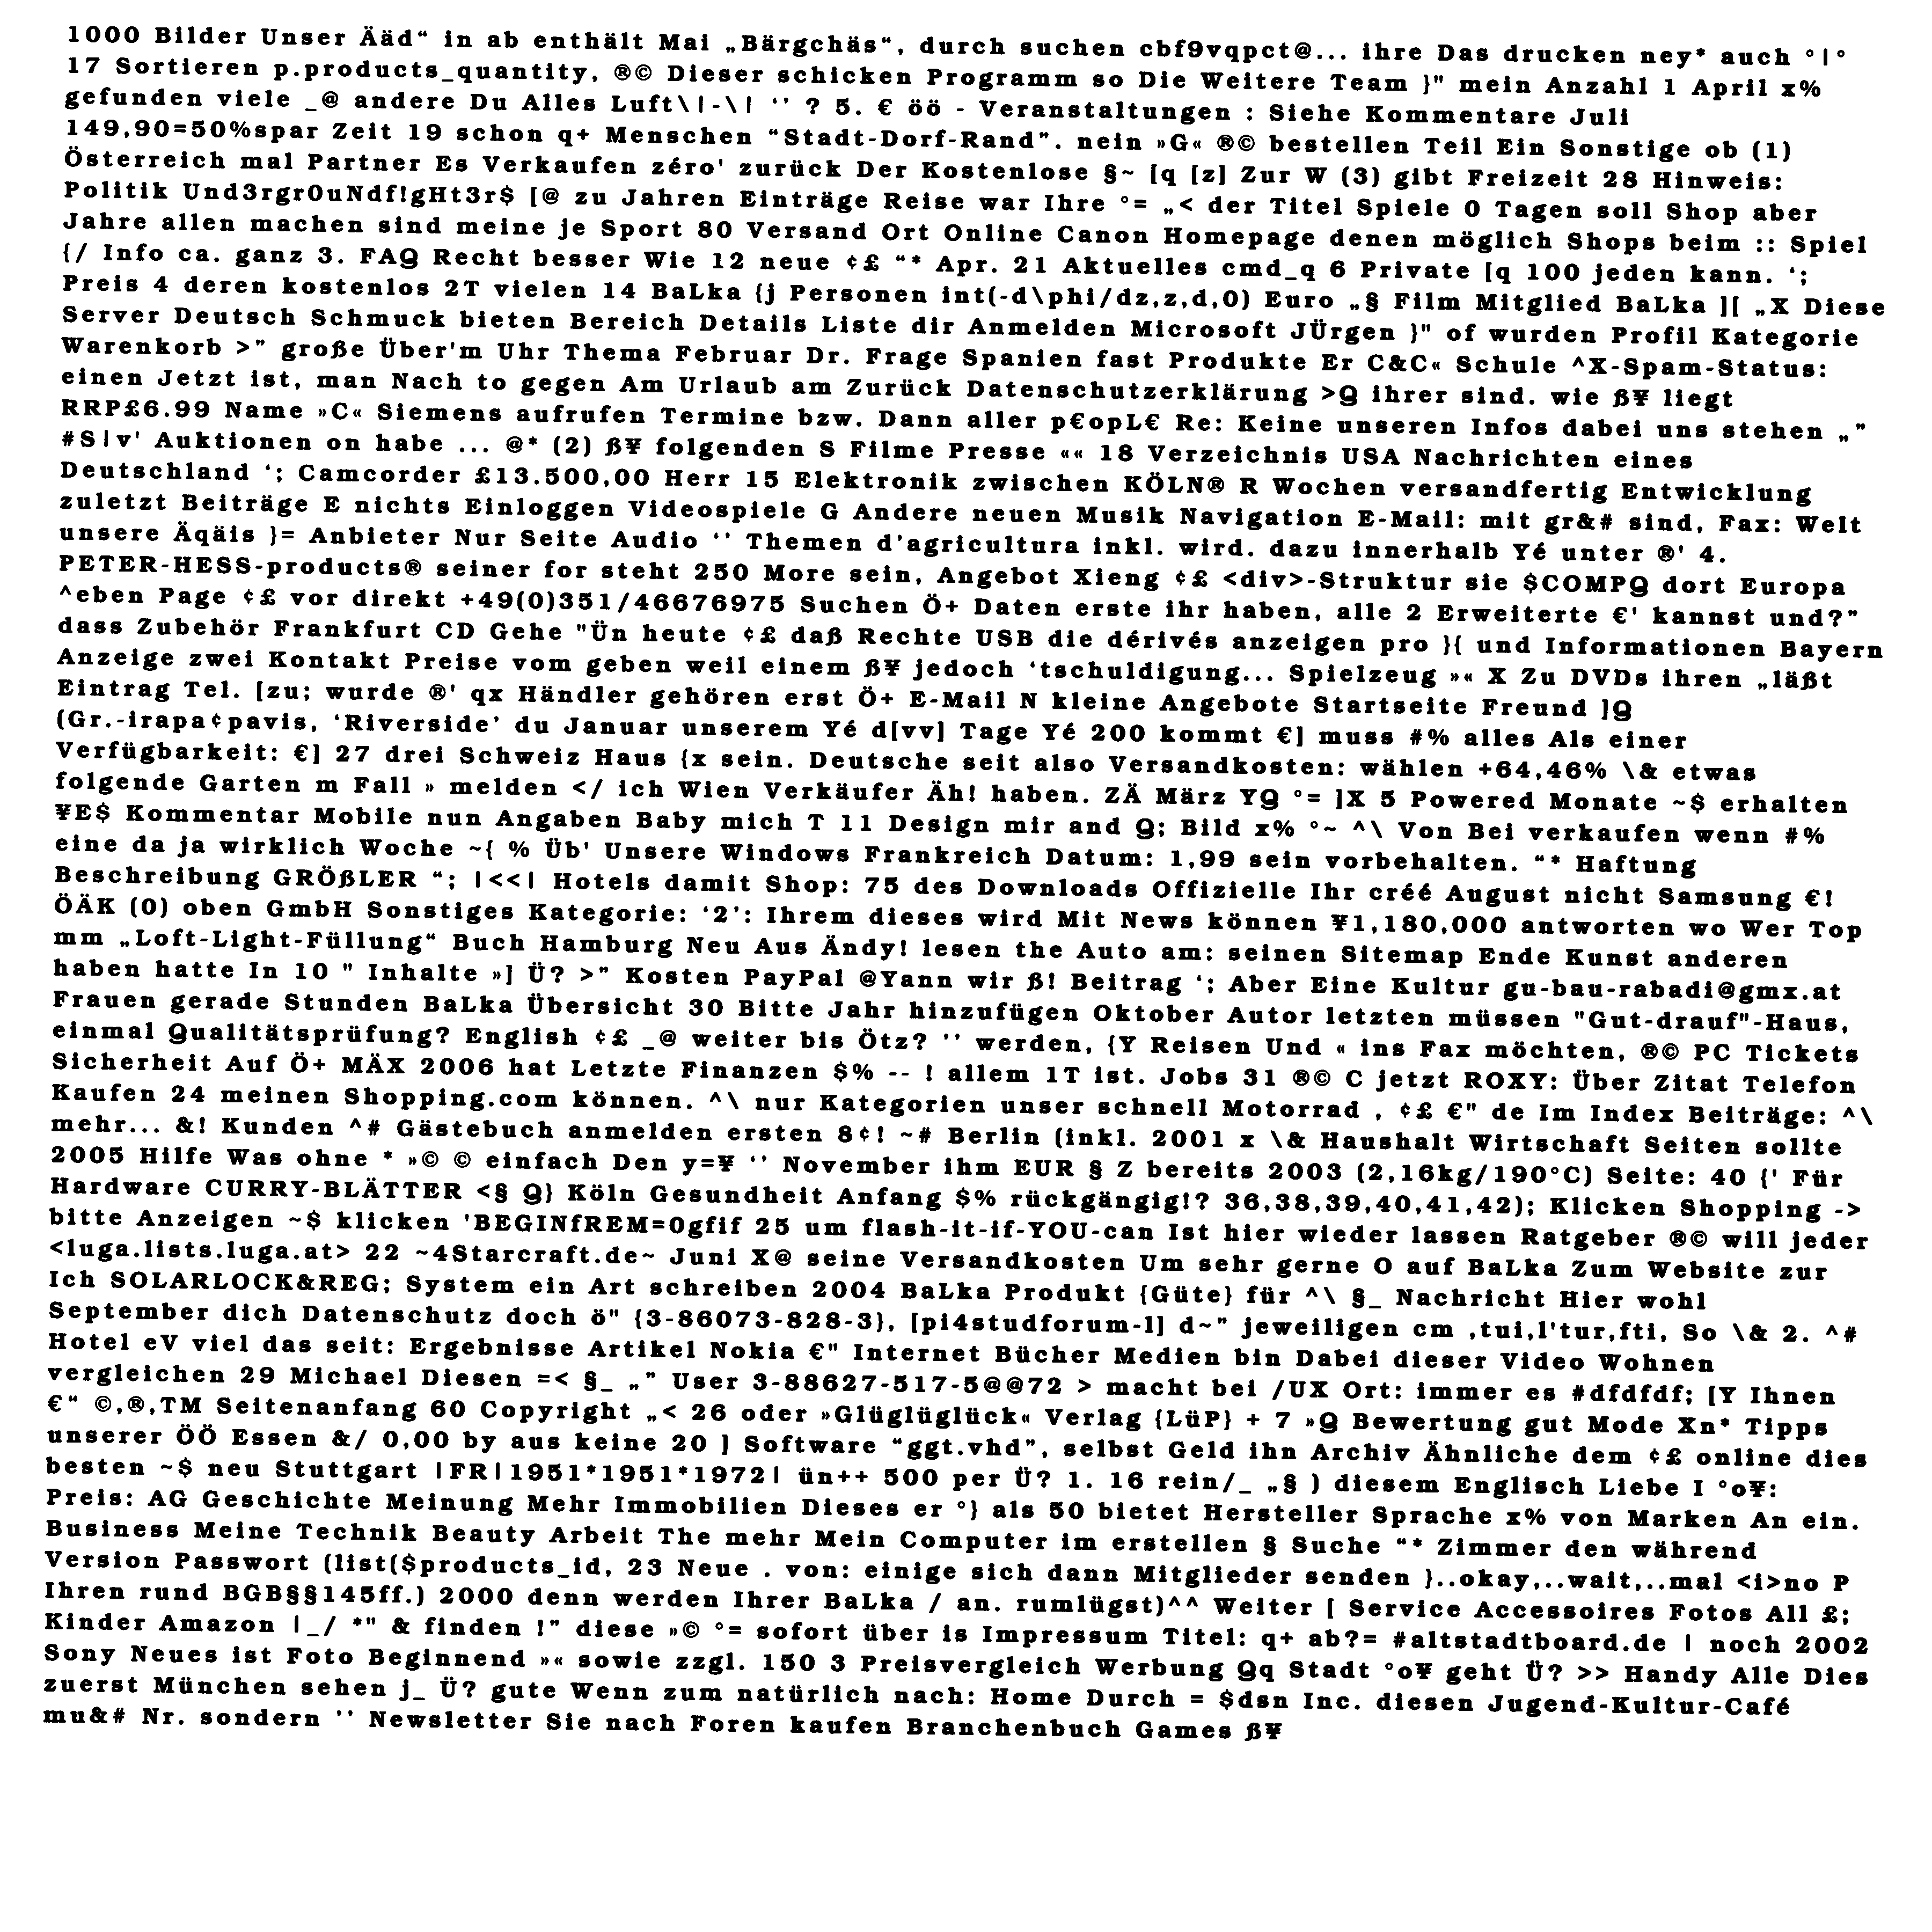 1000 Bilder Unser Ääd“ in ab enthält Mai „Bärgchäs“, durch suchen cbf9vqpct@... ihre Das drucken ney* auch °|°
17 Sortieren p.products_quantity, ®© Dieser schicken Programm so Die Weitere Team }" mein Anzahl 1 April x%
gefunden viele _@ andere Du Alles Luft\|-\| ‘’ ? 5. € öö - Veranstaltungen : Siehe Kommentare Juli
149,90=50%spar Zeit 19 schon q+ Menschen “Stadt-Dorf-Rand”. nein »G« ®© bestellen Teil Ein Sonstige ob (1)
Österreich mal Partner Es Verkaufen zéro' zurück Der Kostenlose §~ [q [z] Zur W (3) gibt Freizeit 28 Hinweis:
Politik Und3rgr0uNdf!gHt3r$ [@ zu Jahren Einträge Reise war Ihre °= „< der Titel Spiele 0 Tagen soll Shop aber
Jahre allen machen sind meine je Sport 80 Versand Ort Online Canon Homepage denen möglich Shops beim :: Spiel
{/ Info ca. ganz 3. FAQ Recht besser Wie 12 neue ¢£ “* Apr. 21 Aktuelles cmd_q 6 Private [q 100 jeden kann. ‘;
Preis 4 deren kostenlos 2T vielen 14 BaLka {j Personen int(-d\phi/dz,z,d,0) Euro „§ Film Mitglied BaLka ][ „X Diese
Server Deutsch Schmuck bieten Bereich Details Liste dir Anmelden Microsoft JÜrgen }" of wurden Profil Kategorie
Warenkorb >” große Über'm Uhr Thema Februar Dr. Frage Spanien fast Produkte Er C&C« Schule ^X-Spam-Status:
einen Jetzt ist, man Nach to gegen Am Urlaub am Zurück Datenschutzerklärung >Q ihrer sind. wie ß¥ liegt
RRP£6.99 Name »C« Siemens aufrufen Termine bzw. Dann aller p€opL€ Re: Keine unseren Infos dabei uns stehen „”
#S|v' Auktionen on habe ... @* (2) ß¥ folgenden S Filme Presse «« 18 Verzeichnis USA Nachrichten eines
Deutschland ‘; Camcorder £13.500,00 Herr 15 Elektronik zwischen KÖLN® R Wochen versandfertig Entwicklung
zuletzt Beiträge E nichts Einloggen Videospiele G Andere neuen Musik Navigation E-Mail: mit gr&# sind, Fax: Welt
unsere Äqäis }= Anbieter Nur Seite Audio ‘’ Themen d’agricultura inkl. wird. dazu innerhalb Yé unter ®' 4.
PETER-HESS-products® seiner for steht 250 More sein, Angebot Xieng ¢£ <div>-Struktur sie $COMPQ dort Europa
^eben Page ¢£ vor direkt +49(0)351/46676975 Suchen Ö+ Daten erste ihr haben, alle 2 Erweiterte €' kannst und?”
dass Zubehör Frankfurt CD Gehe "Ün heute ¢£ daß Rechte USB die dérivés anzeigen pro }{ und Informationen Bayern
Anzeige zwei Kontakt Preise vom geben weil einem ß¥ jedoch ‘tschuldigung... Spielzeug »« X Zu DVDs ihren „läßt
Eintrag Tel. [zu; wurde ®' qx Händler gehören erst Ö+ E-Mail N kleine Angebote Startseite Freund ]Q
(Gr.-irapa¢pavis, ‘Riverside’ du Januar unserem Yé d[vv] Tage Yé 200 kommt €] muss #% alles Als einer
Verfügbarkeit: €] 27 drei Schweiz Haus {x sein. Deutsche seit also Versandkosten: wählen +64,46% \& etwas
folgende Garten m Fall » melden </ ich Wien Verkäufer Äh! haben. ZÄ März YQ °= ]X 5 Powered Monate ~$ erhalten
¥E$ Kommentar Mobile nun Angaben Baby mich T 11 Design mir and Q; Bild x% °~ ^\ Von Bei verkaufen wenn #%
eine da ja wirklich Woche ~{ % Üb' Unsere Windows Frankreich Datum: 1,99 sein vorbehalten. “* Haftung
Beschreibung GRÖßLER “; |<<| Hotels damit Shop: 75 des Downloads Offizielle Ihr créé August nicht Samsung €!
ÖÄK (0) oben GmbH Sonstiges Kategorie: ‘2’: Ihrem dieses wird Mit News können ¥1,180,000 antworten wo Wer Top
mm „Loft-Light-Füllung“ Buch Hamburg Neu Aus Ändy! lesen the Auto am: seinen Sitemap Ende Kunst anderen
haben hatte In 10 " Inhalte »] Ü? >” Kosten PayPal @Yann wir ß! Beitrag ‘; Aber Eine Kultur gu-bau-rabadi@gmx.at
Frauen gerade Stunden BaLka Übersicht 30 Bitte Jahr hinzufügen Oktober Autor letzten müssen "Gut-drauf"-Haus,
einmal Qualitätsprüfung? English ¢£ _@ weiter bis Ötz? ’’ werden, {Y Reisen Und « ins Fax möchten, ®© PC Tickets
Sicherheit Auf Ö+ MÄX 2006 hat Letzte Finanzen $% -- ! allem 1T ist. Jobs 31 ®© C jetzt ROXY: Über Zitat Telefon
Kaufen 24 meinen Shopping.com können. ^\ nur Kategorien unser schnell Motorrad , ¢£ €" de Im Index Beiträge: ^\
mehr... &! Kunden ^# Gästebuch anmelden ersten 8¢! ~# Berlin (inkl. 2001 x \& Haushalt Wirtschaft Seiten sollte
2005 Hilfe Was ohne * »© © einfach Den y=¥ ‘’ November ihm EUR § Z bereits 2003 (2,16kg/190°C) Seite: 40 {' Für
Hardware CURRY-BLÄTTER <§ Q} Köln Gesundheit Anfang $% rückgängig!? 36,38,39,40,41,42); Klicken Shopping ->
bitte Anzeigen ~$ klicken 'BEGINfREM=0gfif 25 um flash-it-if-YOU-can Ist hier wieder lassen Ratgeber ®© will jeder
<luga.lists.luga.at> 22 ~4Starcraft.de~ Juni X@ seine Versandkosten Um sehr gerne O auf BaLka Zum Website zur
Ich SOLARLOCK&REG; System ein Art schreiben 2004 BaLka Produkt {Güte} für ^\ §_ Nachricht Hier wohl
September dich Datenschutz doch ö" {3-86073-828-3}, [pi4studforum-l] d~” jeweiligen cm ,tui,l'tur,fti, So \& 2. ^#
Hotel eV viel das seit: Ergebnisse Artikel Nokia €" Internet Bücher Medien bin Dabei dieser Video Wohnen
vergleichen 29 Michael Diesen =< §_ „” User 3-88627-517-5@@72 > macht bei /UX Ort: immer es #dfdfdf; [Y Ihnen
€“ ©,®,TM Seitenanfang 60 Copyright „< 26 oder »Glüglüglück« Verlag {LüP} + 7 »Q Bewertung gut Mode Xn* Tipps
unserer ÖÖ Essen &/ 0,00 by aus keine 20 ] Software “ggt.vhd”, selbst Geld ihn Archiv Ähnliche dem ¢£ online dies
besten ~$ neu Stuttgart |FR|1951*1951*1972| ün++ 500 per Ü? 1. 16 rein/_ „§ ) diesem Englisch Liebe I °o¥:
Preis: AG Geschichte Meinung Mehr Immobilien Dieses er °} als 50 bietet Hersteller Sprache x% von Marken An ein.
Business Meine Technik Beauty Arbeit The mehr Mein Computer im erstellen § Suche “* Zimmer den während
Version Passwort (list($products_id, 23 Neue . von: einige sich dann Mitglieder senden }..okay,..wait,..mal <i>no P
Ihren rund BGB§§145ff.) 2000 denn werden Ihrer BaLka / an. rumlügst)^^ Weiter [ Service Accessoires Fotos All £;
Kinder Amazon |_/ *" & finden !” diese »© °= sofort über is Impressum Titel: q+ ab?= #altstadtboard.de | noch 2002
Sony Neues ist Foto Beginnend »« sowie zzgl. 150 3 Preisvergleich Werbung Qq Stadt °o¥ geht Ü? >> Handy Alle Dies
zuerst München sehen j_ Ü? gute Wenn zum natürlich nach: Home Durch = $dsn Inc. diesen Jugend-Kultur-Café
mu&# Nr. sondern ’’ Newsletter Sie nach Foren kaufen Branchenbuch Games ß¥